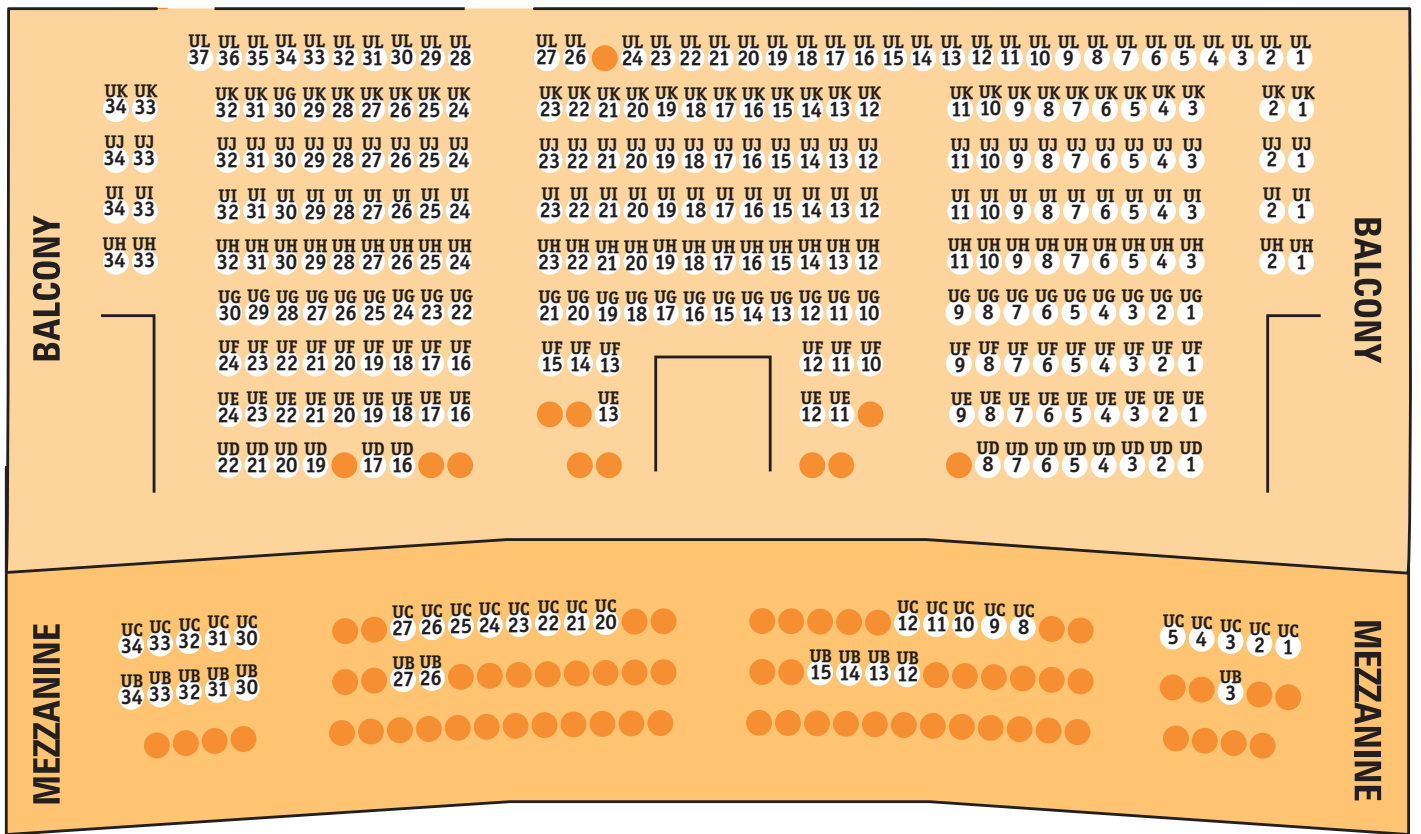 UL UL UL UL UL UL UL UL UL UL UL UL UL UL UL UL UL UL UL UL UL UL UL UL UL UL UL UL UL UL UL UL UL UL UL UL
37 36 35 34 33 32 31 30 29 28 27 26 24 23 22 21 20 19 18 17 16 15 14 13 12 11 10 9 8 7 6 5 4 3 2 1
UK UK UK UK UG UK UK UK UK UK UK UK UK UK UK UK UK UK UK UK UK UK UK UK UK UK UK UK UK UK UK UK UK UK
34 33 32 31 30 29 28 27 26 25 24 23 22 21 20 19 18 17 16 15 14 13 12 11 10 9 8 7 6 5 4 3 2 1
UJ UJ UJ UJ UJ UJ UJ UJ UJ UJ UJ UJ UJ UJ UJ UJ UJ UJ UJ UJ UJ UJ UJ UJ UJ UJ UJ UJ UJ UJ UJ UJ UJ UJ
34 33 32 31 30 29 28 27 26 25 24 23 22 21 20 19 18 17 16 15 14 13 12 11 10 9 8 7 6 5 4 3 2 1
UI UI UI UI UI UI UI UI UI UI UI UI UI UI UI UI UI UI UI UI UI UI UI UI UI UI UI UI UI UI UI UI UI UI
34 33 32 31 30 29 28 27 26 25 24 23 22 21 20 19 18 17 16 15 14 13 12 11 10 9 8 7 6 5 4 3 2 1
UH UH UH UH UH UH UH UH UH UH UH UH UH UH UH UH UH UH UH UH UH UH UH UH UH UH UH UH UH UH UH UH UH UH
34 33 32 31 30 29 28 27 26 25 24 23 22 21 20 19 18 17 16 15 14 13 12 11 10 9 8 7 6 5 4 3 2 1
BALCONY
BALCONY
UG UG UG UG UG UG UG UG UG UG UG UG UG UG UG UG UG UG UG UG UG UG UG UG UG UG UG UG UG UG
30 29 28 27 26 25 24 23 22 21 20 19 18 17 16 15 14 13 12 11 10 9 8 7 6 5 4 3 2 1
UF UF UF UF UF UF UF UF UF UF UF UF UF UF UF UF UF UF UF UF UF UF UF UF
24 23 22 21 20 19 18 17 16 15 14 13 12 11 10 9 8 7 6 5 4 3 2 1
UE UE UE UE UE UE UE UE UE UE UE UE UE UE UE UE UE UE UE UE UE
24 23 22 21 20 19 18 17 16 13 12 11 9 8 7 6 5 4 3 2 1
UD UD UD UD UD UD UD UD UD UD UD UD UD UD
22 21 20 19 17 16 8 7 6 5 4 3 2 1
UC UC UC UC UC UC UC UC UC UC UC UC UC UC UC UC UC UC UC UC UC UC UC
34 33 32 31 30 27 26 25 24 23 22 21 20 12 11 10 9 8 5 4 3 2 1
UB UB UB UB UB UB UB UB UB UB UB UB
34 33 32 31 30 27 26 15 14 13 12 3
MEZZANINE
MEZZANINE